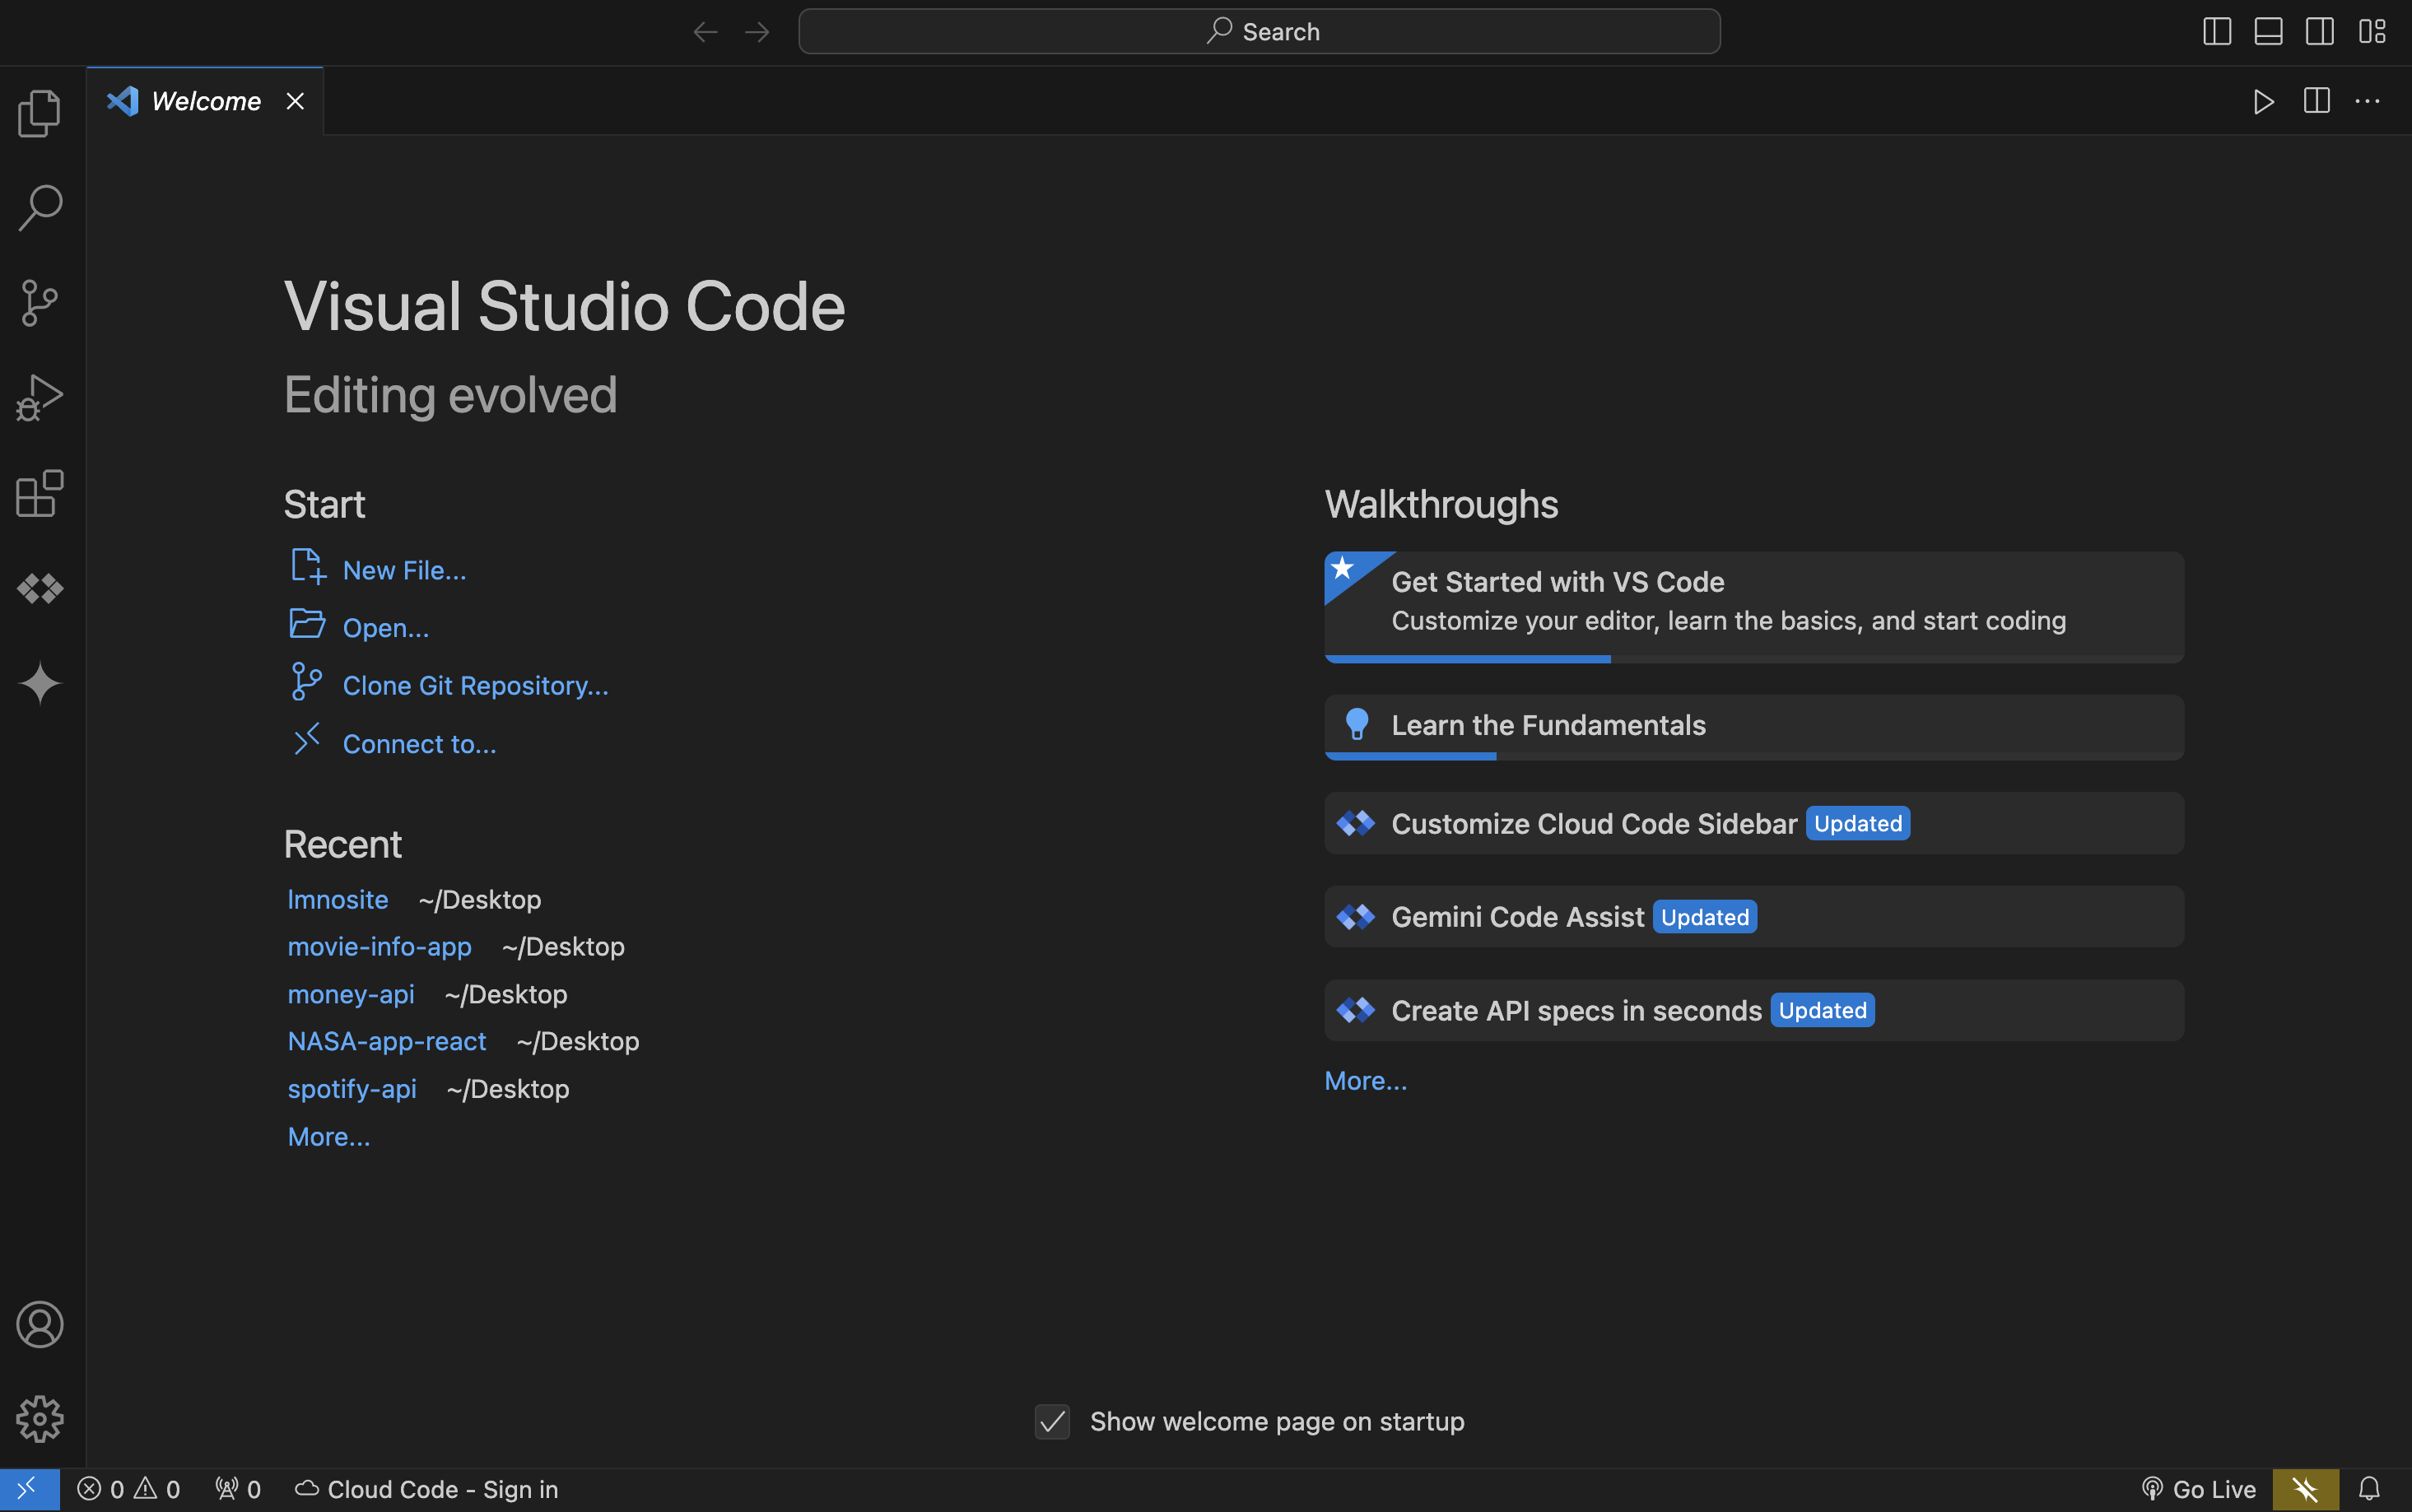 Search
Welcome
Visual Studio Code
Editing evolved
Start
New File...
Open...
Clone Git Repository...
Connect to...
Recent
lmnosite ~/Desktop
movie-info-app ~/Desktop
money-api ~/Desktop
NASA-app-react ~/Desktop
spotify-api ~/Desktop
More...
Walkthroughs
Get Started with VS Code
Customize your editor, learn the basics, and start coding
Learn the Fundamentals
Customize Cloud Code Sidebar Updated
Gemini Code Assist Updated
Create API specs in seconds Updated
More...
Show welcome page on startup
0 0 0 Cloud Code - Sign in Go Live